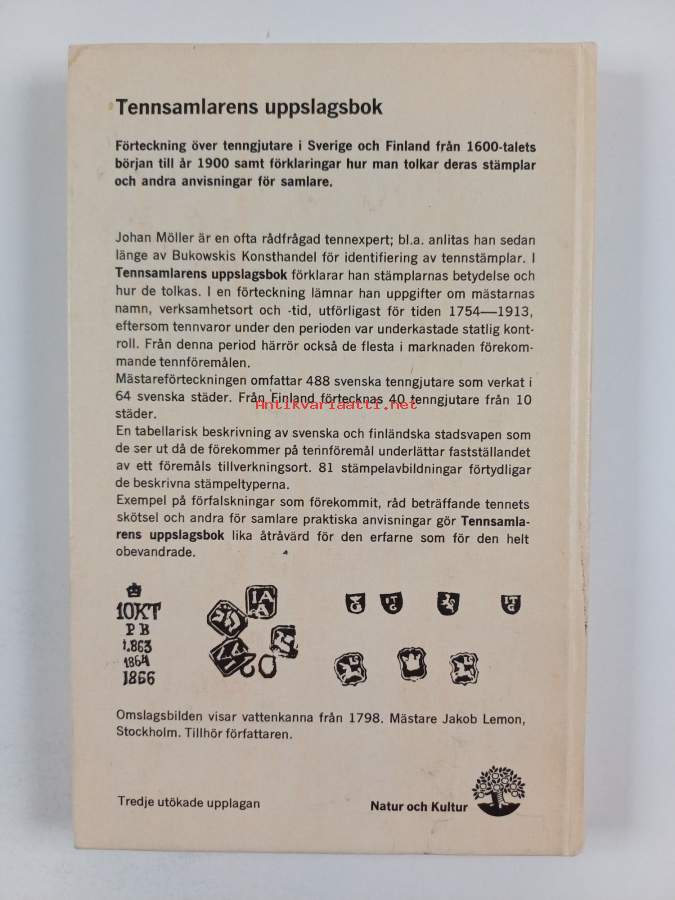 Tennsamlarens uppslagsbok
Förteckning över tenngjutare i Sverige och Finland från 1600-talets
början till år 1900 samt förklaringar hur man tolkar deras stämplar
och andra anvisningar för samlare.
Johan Möller är en ofta rådfrågad tennexpert; bl.a. anlitas han sedan
länge av Bukowskis Konsthandel för identifiering av tennstämplar. I
Tennsamlarens uppslagsbok förklarar han stämplarnas betydelse och
hur de tolkas. I en förteckning lämnar han uppgifter om mästarnas
namn, verksamhetsort och -tid, utförligast för tiden 1754—1913,
eftersom tennvaror under den perioden var underkastade statlig kont-
roll. Från denna period härrör också de flesta i marknaden förekom-
mande tennföremålen.
Mästareförteckningen omfattar 488 svenska tenngjutare som verkat i
64 svenska städer. Från Finland förtecknas 40 tenngjutare från 10
Antikvariaatti.net
städer.
En tabellarisk beskrivning av svenska och finländska stadsvapen som
de ser ut då de förekommer på tennföremål underlättar fastställandet
av ett föremåls tillverkningsort. 81 stämpelavbildningar förtydligar
de beskrivna stämpeltyperna.
Exempel på förfalskningar som förekommit, råd beträffande tennets
skötsel och andra för samlare praktiska anvisningar gör Tennsamla-
rens uppslagsbok lika åtråvärd för den erfarne som för den helt
obevandrade.
10KT
P B
1.863
1864
1866
IA
A
G
IT
G
IT
G
Omslagsbilden visar vattenkanna från 1798. Mästare Jakob Lemon,
Stockholm. Tillhör författaren.
Tredje utökade upplagan
Natur och Kultur